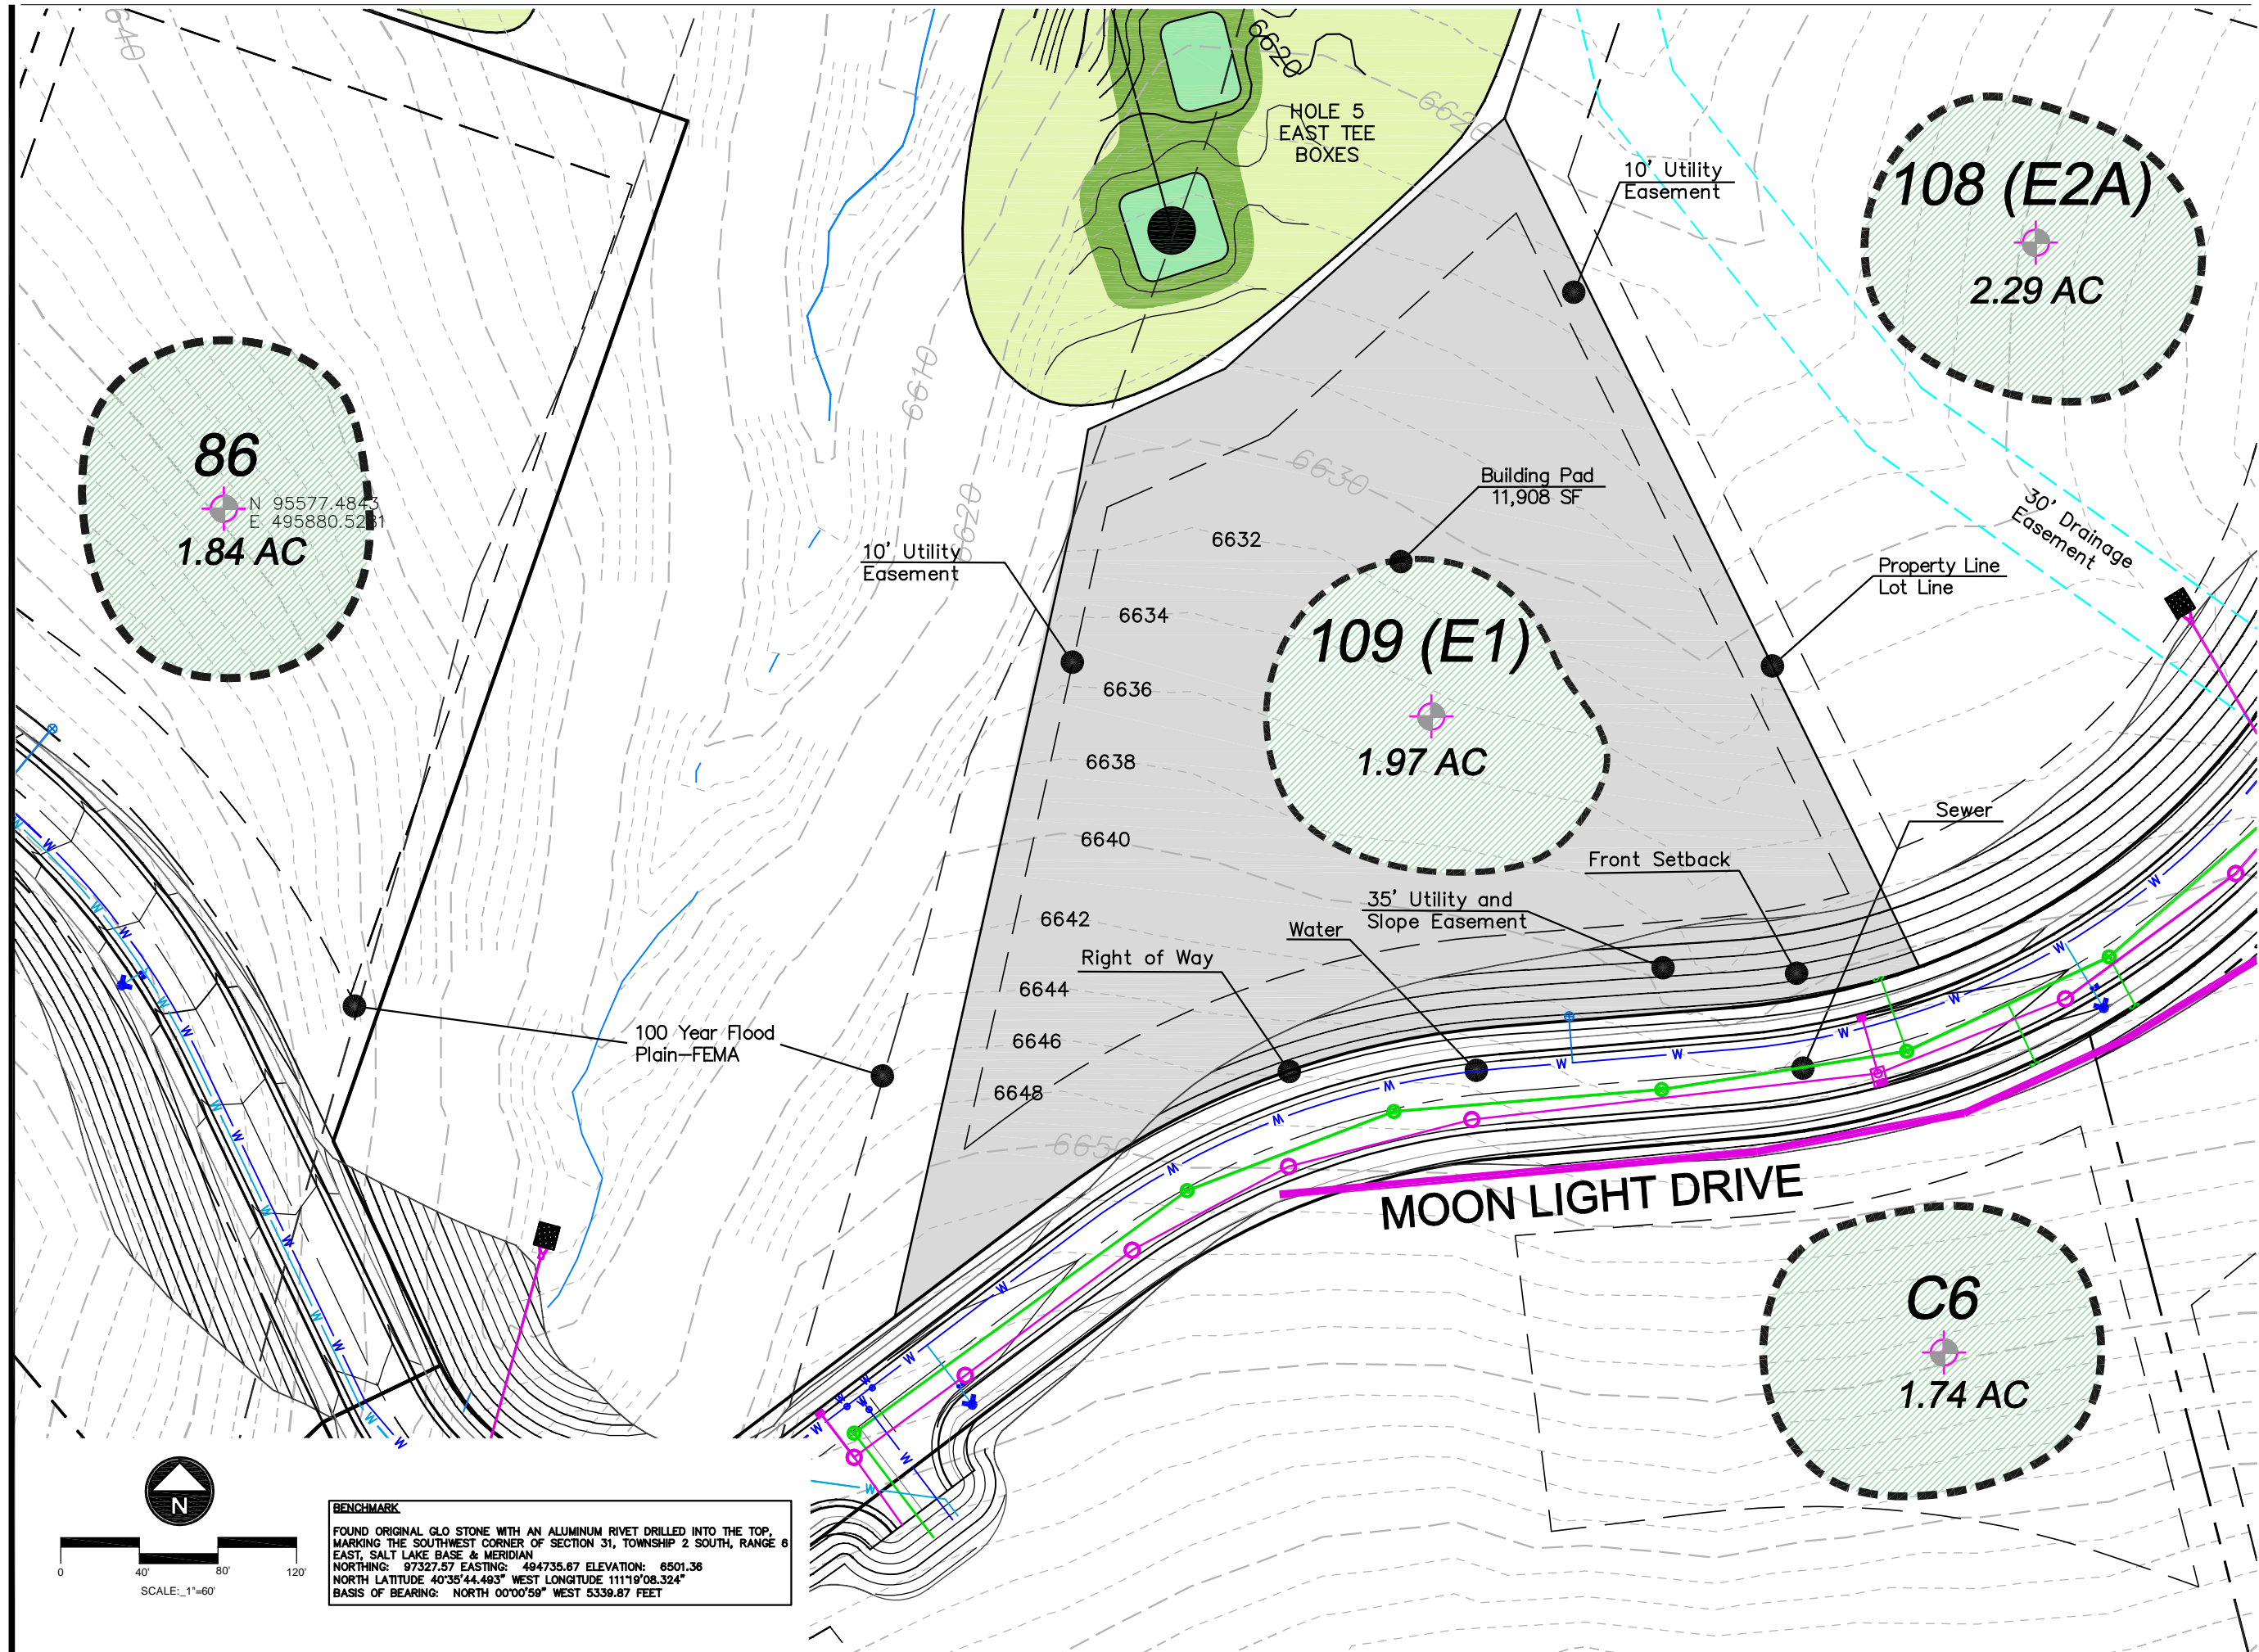 6640
6620
HOLE 5
EAST TEE
BOXES
6620
10' Utility
Easement
108 (E2A)
2.29 AC
6610
86
N 95577.4843
1.84 AC
6620
6630
Building Pad
11,908 SF
30' Drainage
Easement
6632
10' Utility
Easement
Property Line
Lot Line
6634
109 (E1)
6636
6638
1.97 AC
6640
Sewer
Front Setback
35' Utility and
Slope Easement
6642
Water
Right of Way
6644
100 Year Flood
Plain-FEMA
6646
6648
6650
MOON LIGHT DRIVE
C6
1.74 AC
W W W W W W W W W W W W W W W W W W W W W W W W W W W W W W W W
N
0 40' 80' 120'
SCALE:_1"=60'
BENCHMARK
FOUND ORIGINAL GLO STONE WITH AN ALUMINUM RIVET DRILLED INTO THE TOP,
MARKING THE SOUTHWEST CORNER OF SECTION 31, TOWNSHIP 2 SOUTH, RANGE 6
EAST, SALT LAKE BASE & MERIDIAN
NORTHING: 97327.57 EASTING: 494735.67 ELEVATION: 6501.36
NORTH LATITUDE 40°35'44.493" WEST LONGITUDE 111°19'08.324"
BASIS OF BEARING: NORTH 00°00'59" WEST 5339.87 FEET